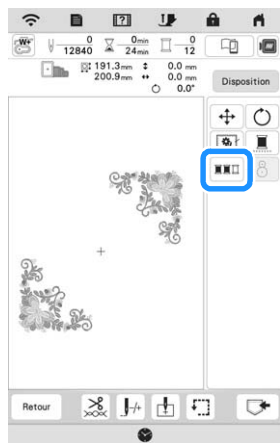 W+
0
12840
0min
24min
0
12
191.3mm
0.0 mm
200.9mm
0.0 mm
0.0°
Disposition
Retour